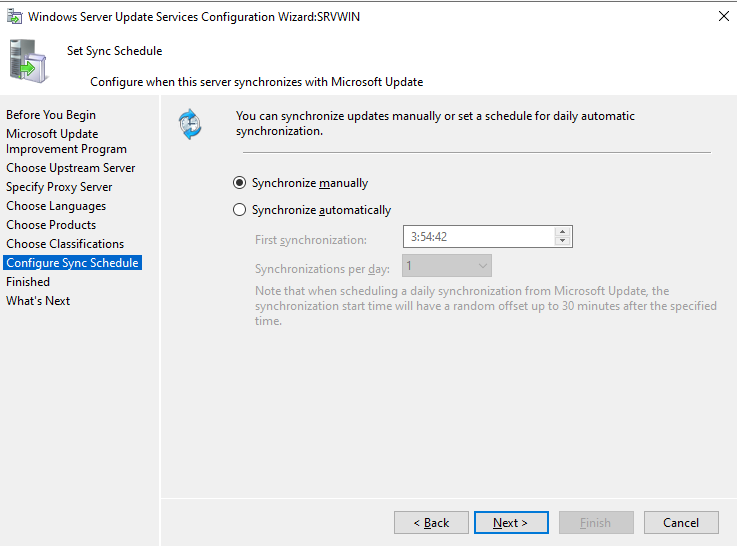 Windows Server Update Services Configuration Wizard:SRVWIN
Set Sync Schedule
Configure when this server synchronizes with Microsoft Update
Before You Begin
Microsoft Update
Improvement Program
Choose Upstream Server
Specify Proxy Server
Choose Languages
Choose Products
Choose Classifications
Configure Sync Schedule
Finished
What's Next
You can synchronize updates manually or set a schedule for daily automatic
synchronization.
Synchronize manually
Synchronize automatically
First synchronization:
3:54:42
Synchronizations per day:
1
Note that when scheduling a daily synchronization from Microsoft Update, the
synchronization start time will have a random offset up to 30 minutes after the specified
time.
< Back
Next >
Finish
Cancel